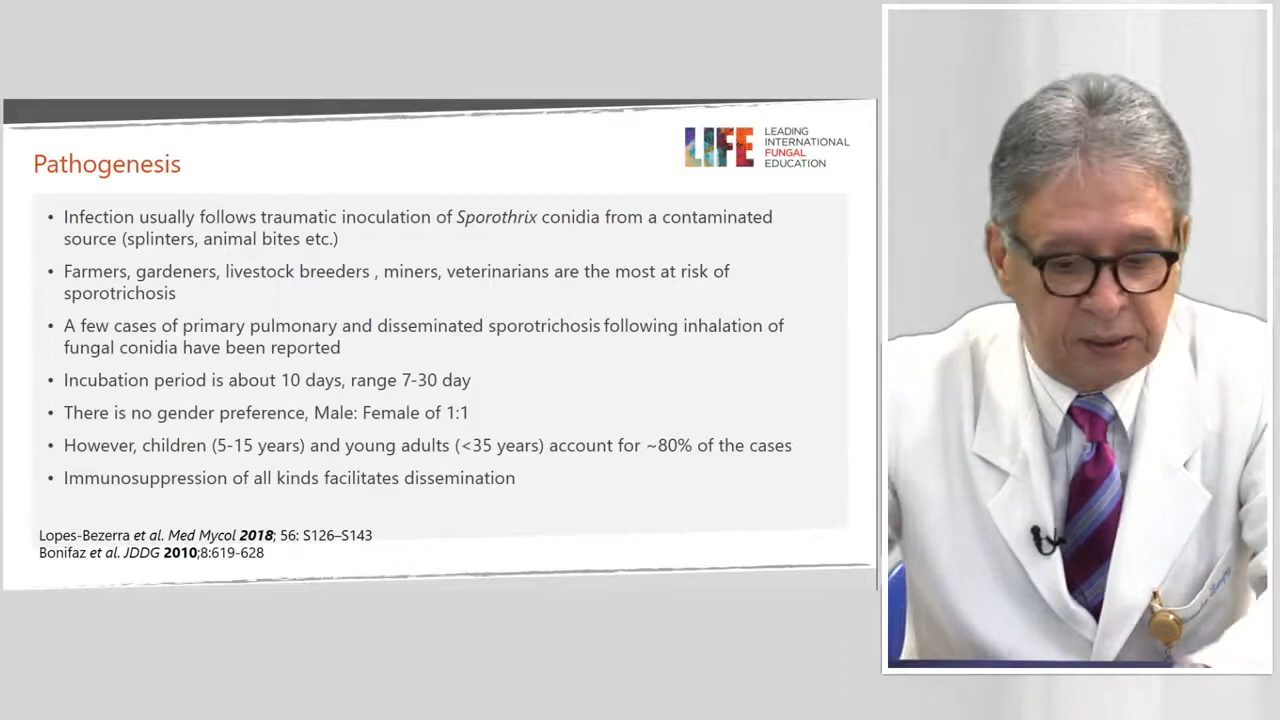 LIFE
LEADING
INTERNATIONAL
FUNGAL
EDUCATION
Pathogenesis
• Infection usually follows traumatic inoculation of Sporothrix conidia from a contaminated
source (splinters, animal bites etc.)
• Farmers, gardeners, livestock breeders , miners, veterinarians are the most at risk of
sporotrichosis
• A few cases of primary pulmonary and disseminated sporotrichosis following inhalation of
fungal conidia have been reported
• Incubation period is about 10 days, range 7-30 day
• There is no gender preference, Male: Female of 1:1
• However, children (5-15 years) and young adults (<35 years) account for ~80% of the cases
• Immunosuppression of all kinds facilitates dissemination
Lopes-Bezerra et al. Med Mycol 2018; 56: S126–S143
Bonifaz et al. JDDG 2010;8:619-628